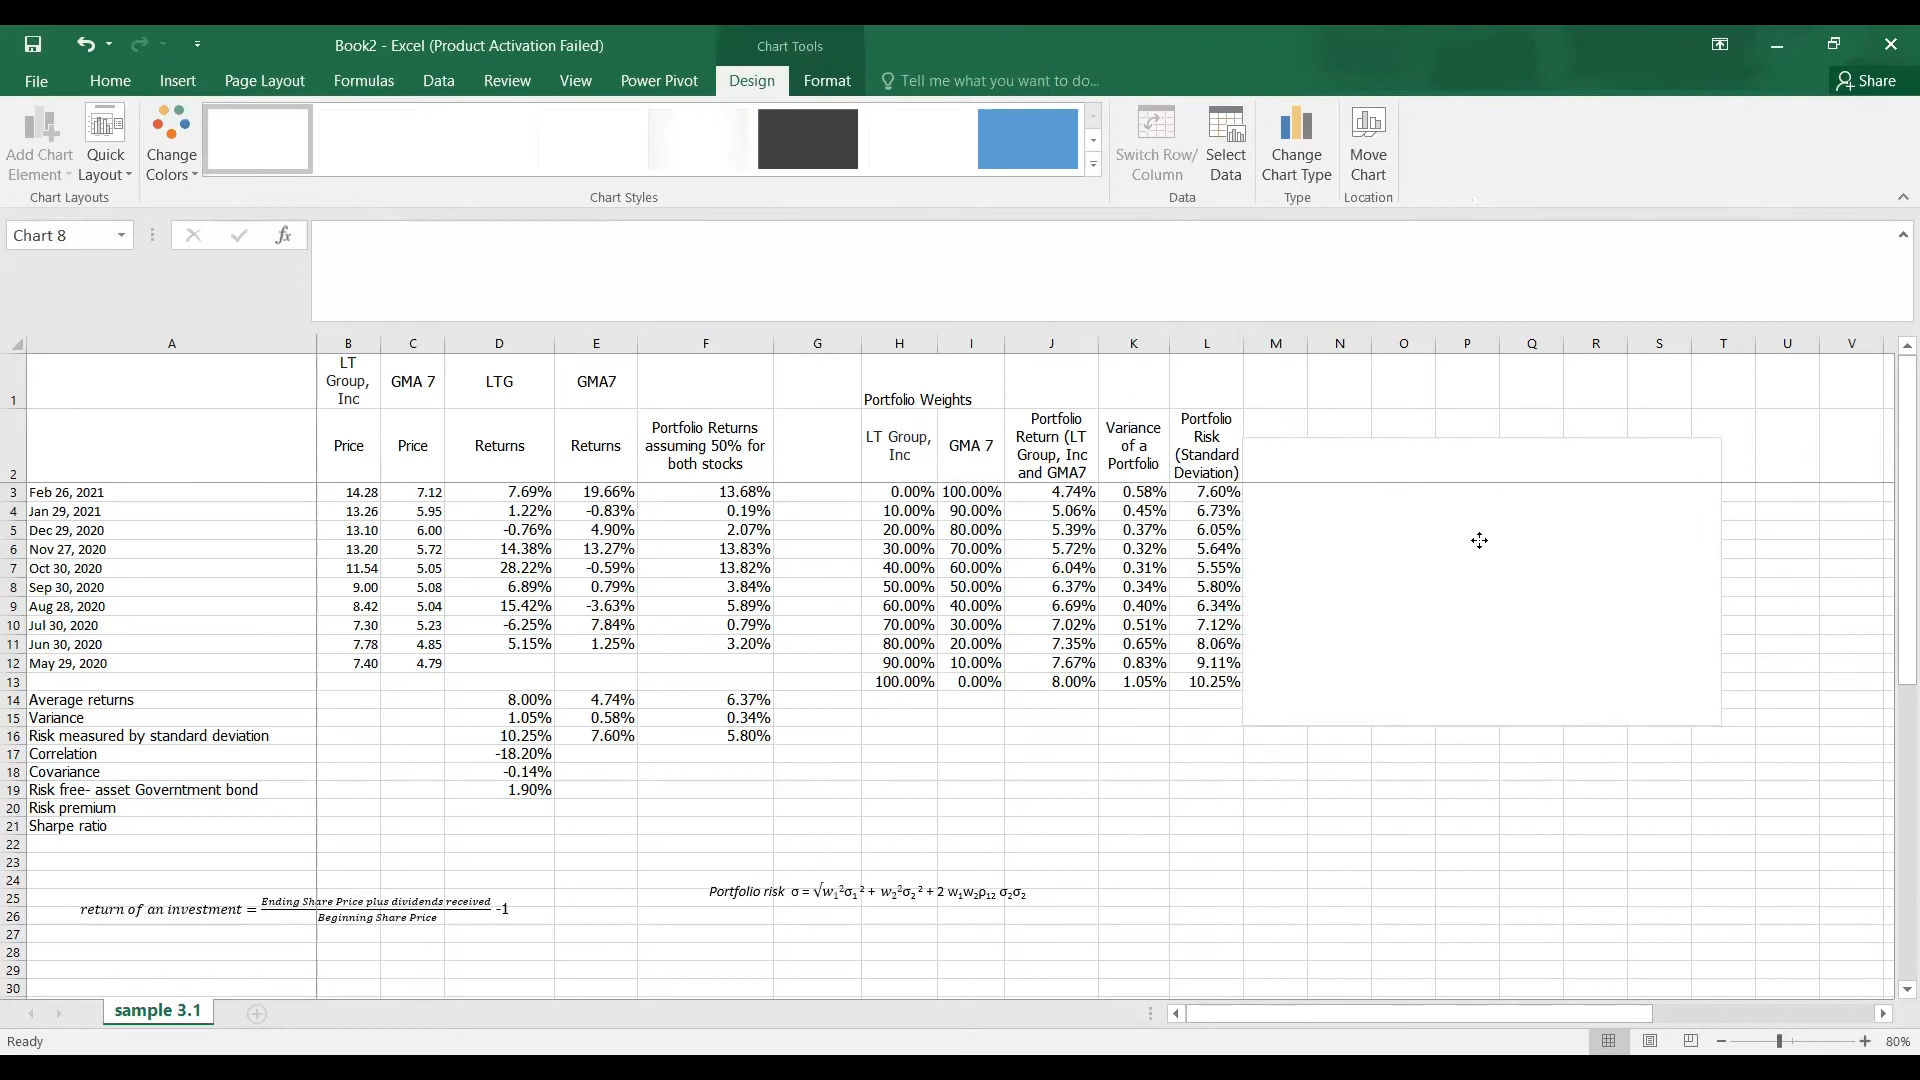 Book2 - Excel (Product Activation Failed)
Chart Tools
File Home Insert Page Layout Formulas Data Review View Power Pivot Design Format Tell me what you want to do... Share
Add Chart Element
Quick Layout
Change Colors
Switch Row/ Column
Select Data
Change Chart Type
Move Chart
Chart Layouts Chart Styles Data Type Location
Chart 8 fx
A B C D E F G H I J K L M N O P Q R S T U V
1 LT Group, Inc GMA 7 LTG GMA7 Portfolio Weights
2 Price Price Returns Returns Portfolio Returns assuming 50% for both stocks LT Group, Inc GMA 7 Portfolio Return (LT Group, Inc and GMA7 Variance of a Portfolio Portfolio Risk (Standard Deviation)
3 Feb 26, 2021 14.28 7.12 7.69% 19.66% 13.68% 0.00% 100.00% 4.74% 0.58% 7.60%
4 Jan 29, 2021 13.26 5.95 1.22% -0.83% 0.19% 10.00% 90.00% 5.06% 0.45% 6.73%
5 Dec 29, 2020 13.10 6.00 -0.76% 4.90% 2.07% 20.00% 80.00% 5.39% 0.37% 6.05%
6 Nov 27, 2020 13.20 5.72 14.38% 13.27% 13.83% 30.00% 70.00% 5.72% 0.32% 5.64%
7 Oct 30, 2020 11.54 5.05 28.22% -0.59% 13.82% 40.00% 60.00% 6.04% 0.31% 5.55%
8 Sep 30, 2020 9.00 5.08 6.89% 0.79% 3.84% 50.00% 50.00% 6.37% 0.34% 5.80%
9 Aug 28, 2020 8.42 5.04 15.42% -3.63% 5.89% 60.00% 40.00% 6.69% 0.40% 6.34%
10 Jul 30, 2020 7.30 5.23 -6.25% 7.84% 0.79% 70.00% 30.00% 7.02% 0.51% 7.12%
11 Jun 30, 2020 7.78 4.85 5.15% 1.25% 3.20% 80.00% 20.00% 7.35% 0.65% 8.06%
12 May 29, 2020 7.40 4.79 90.00% 10.00% 7.67% 0.83% 9.11%
13 100.00% 0.00% 8.00% 1.05% 10.25%
14 Average returns 8.00% 4.74% 6.37%
15 Variance 1.05% 0.58% 0.34%
16 Risk measured by standard deviation 10.25% 7.60% 5.80%
17 Correlation -18.20%
18 Covariance -0.14%
19 Risk free- asset Governtment bond 1.90%
20 Risk premium
21 Sharpe ratio
22
23
24
25 Portfolio risk σ = √w₁²σ₁² + w₂²σ₂² + 2 w₁w₂ρ₁₂ σ₂σ₂
26 return of an investment = Ending Share Price plus dividends received / Beginning Share Price -1
27
28
29
30
sample 3.1
Ready 80%